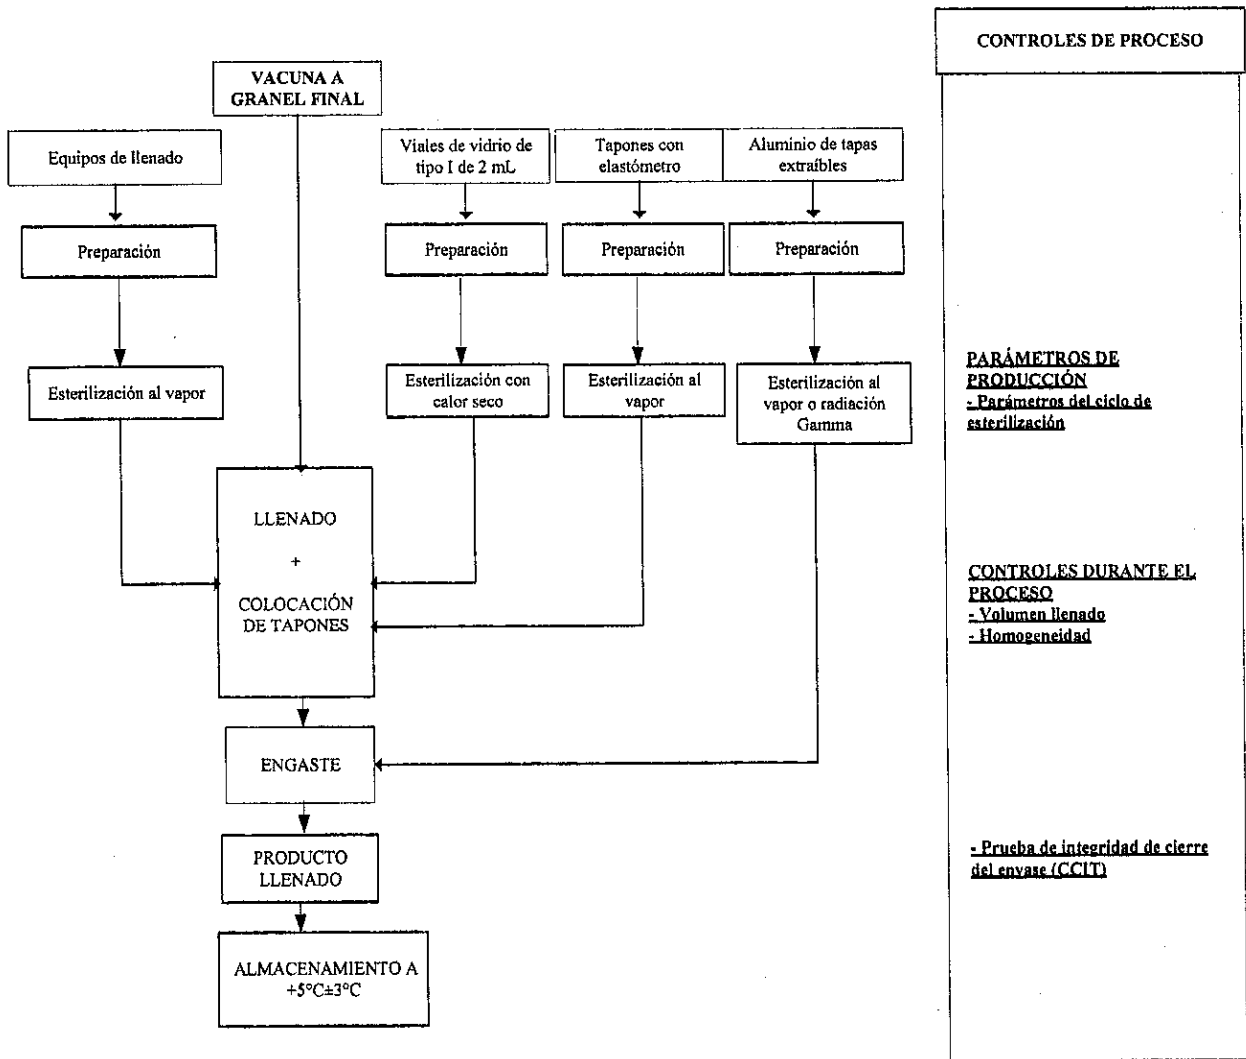 CONTROLES DE PROCESO
VACUNA A
GRANEL FINAL
Equipos de llenado
Viales de vidrio de
tipo I de 2 mL
Tapones con
elastómetro
Aluminio de tapas
extraíbles
Preparación
Preparación
Preparación
Preparación
Esterilización al vapor
Esterilización con
calor seco
Esterilización al
vapor
Esterilización al
vapor o radiación
Gamma
PARÁMETROS DE
PRODUCCIÓN
- Parámetros del ciclo de
esterilización
LLENADO
+
COLOCACIÓN
DE TAPONES
CONTROLES DURANTE EL
PROCESO
- Volumen llenado
- Homogeneidad
ENGASTE
PRODUCTO
LLENADO
- Prueba de integridad de cierre
del envase (CCIT)
ALMACENAMIENTO A
+5°C±3°C